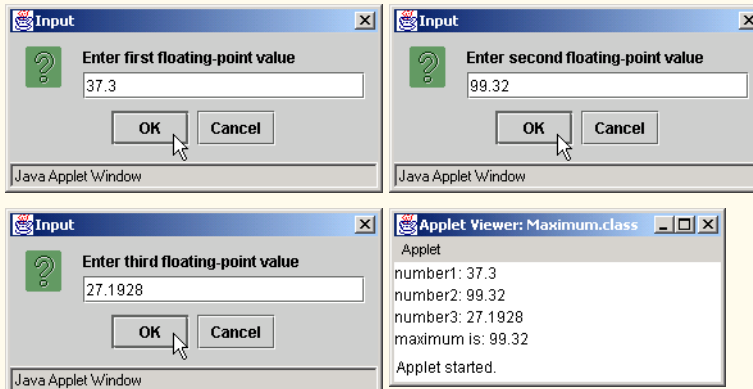 Input
Enter first floating-point value
37.3
OK Cancel
Java Applet Window
Input
Enter second floating-point value
99.32
OK Cancel
Java Applet Window
Input
Enter third floating-point value
27.1928
OK Cancel
Java Applet Window
Applet Viewer: Maximum.class
Applet
number1: 37.3
number2: 99.32
number3: 27.1928
maximum is: 99.32
Applet started.